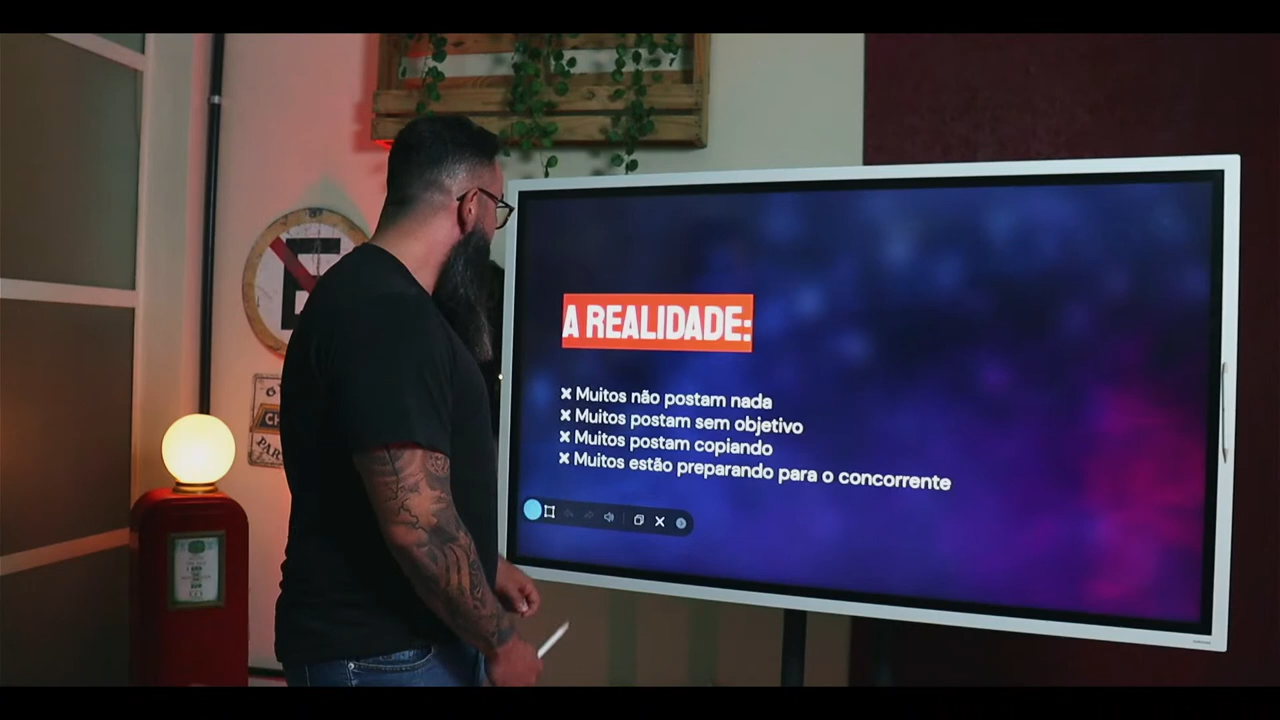 A REALIDADE:
✖ Muitos não postam nada
✖ Muitos postam sem objetivo
✖ Muitos postam copiando
✖ Muitos estão preparando para o concorrente
E